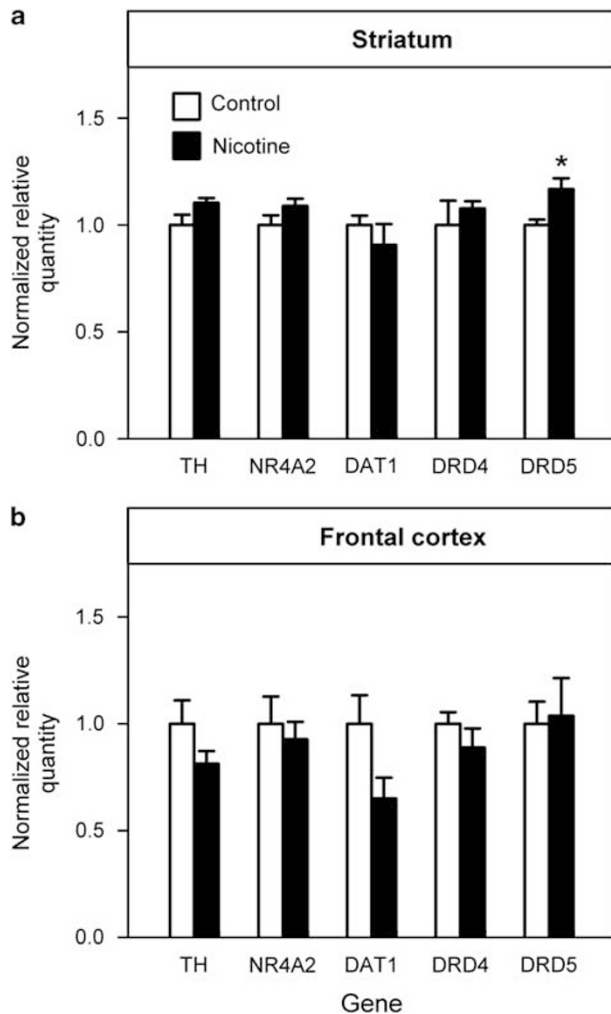 a
Striatum
Control
Nicotine
Normalized relative
quantity
1.5
1.0
0.5
0.0
*
TH NR4A2 DAT1 DRD4 DRD5
b
Frontal cortex
Normalized relative
quantity
1.5
1.0
0.5
0.0
TH NR4A2 DAT1 DRD4 DRD5
Gene